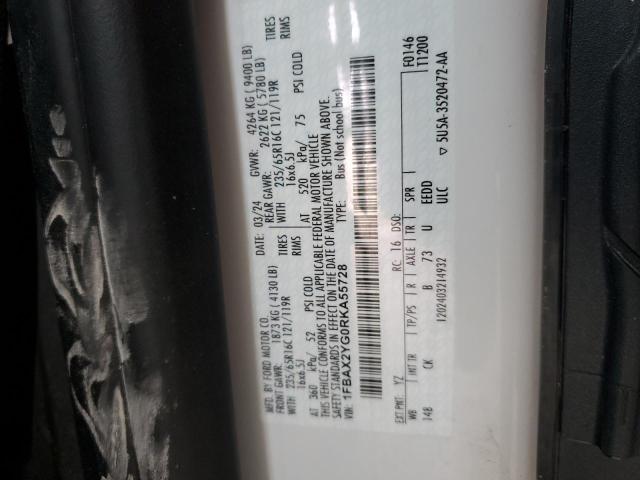 MFD. BY FORD MOTOR CO.
DATE: 03/24 GVWR: 4264 KG ( 9400 LB)
FRONT GAWR: 1873 KG ( 4130 LB) REAR GAWR: 2622 KG ( 5780 LB)
WITH 235/65R16C 121/119R TIRES WITH 235/65R16C 121/119R TIRES
16x6.5J RIMS 16x6.5J RIMS
AT 360 kPa/ 52 PSI COLD AT 520 kPa/ 75 PSI COLD
THIS VEHICLE CONFORMS TO ALL APPLICABLE FEDERAL MOTOR VEHICLE
SAFETY STANDARDS IN EFFECT ON THE DATE OF MANUFACTURE SHOWN ABOVE.
VIN: 1FBAX2YG0RKA55728 TYPE: Bus (Not school bus)
EXT PNT: YZ RC: 16 DSO: F0146
WB INT TR TP/PS R AXLE TR SPR T1200
148 CK B 73 U EEDD
1202403214932 ULC ▽ 5U5A-3520472-AA